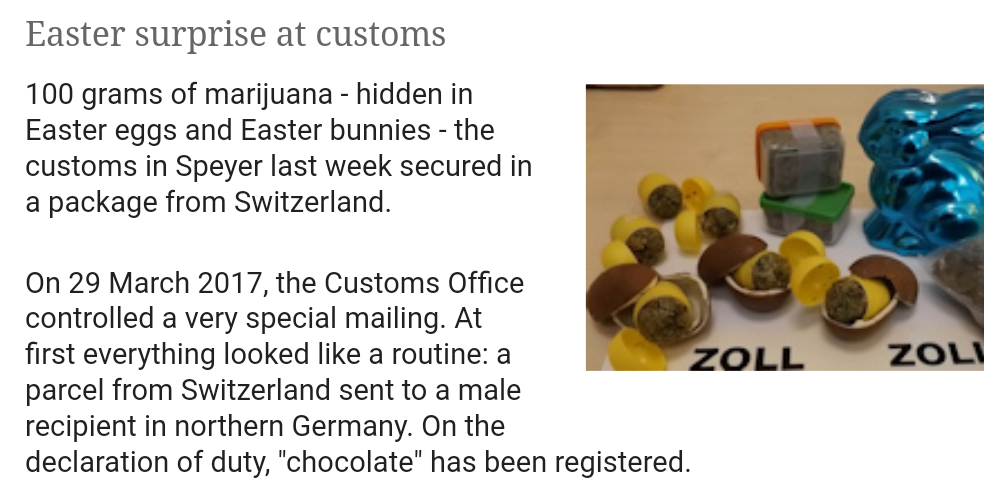 Easter surprise at customs
100 grams of marijuana - hidden in
Easter eggs and Easter bunnies - the
customs in Speyer last week secured in
a package from Switzerland.
On 29 March 2017, the Customs Office
controlled a very special mailing. At
first everything looked like a routine: a
parcel from Switzerland sent to a male
recipient in northern Germany. On the
declaration of duty, "chocolate" has been registered.
ZOLL ZOLL